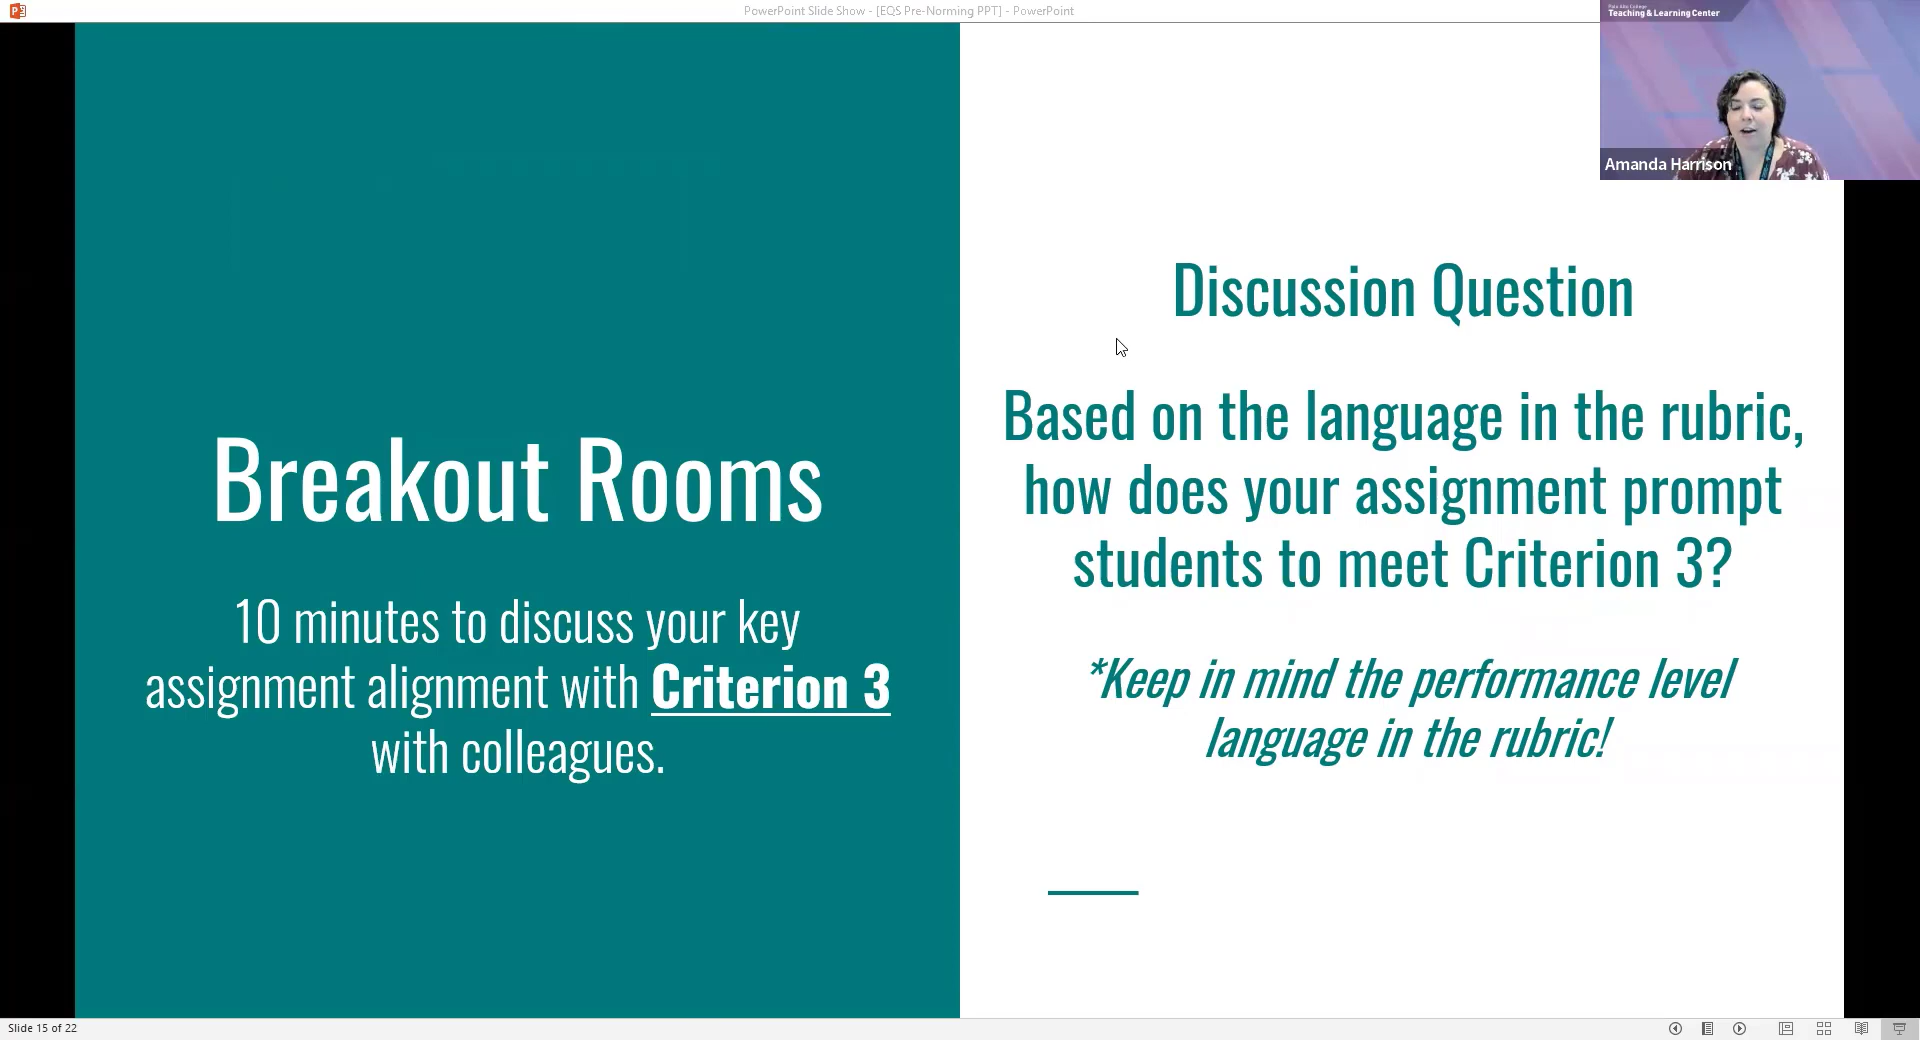 PowerPoint Slide Show - [EQS Pre-Norming PPT] - PowerPoint
Palo Alto College
Teaching & Learning Center
Amanda Harrison
Breakout Rooms
10 minutes to discuss your key
assignment alignment with Criterion 3
with colleagues.
Discussion Question
Based on the language in the rubric,
how does your assignment prompt
students to meet Criterion 3?
*Keep in mind the performance level
language in the rubric!
Slide 15 of 22